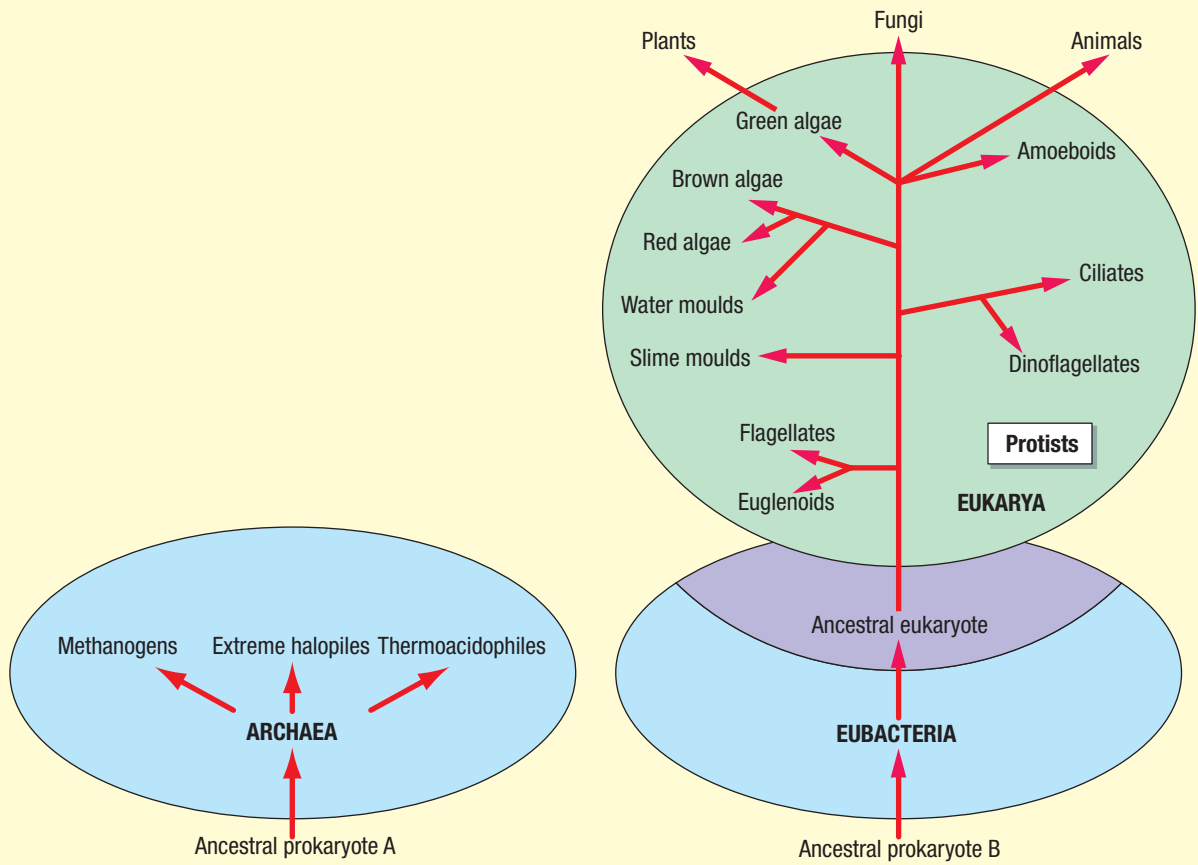 Fungi
Plants
Animals
Green algae
Amoeboids
Brown algae
Red algae
Ciliates
Water moulds
Slime moulds
Dinoflagellates
Flagellates
Protists
Euglenoids
EUKARYA
Ancestral eukaryote
Methanogens
Extreme halopiles
Thermoacidophiles
ARCHAEA
EUBACTERIA
Ancestral prokaryote A
Ancestral prokaryote B